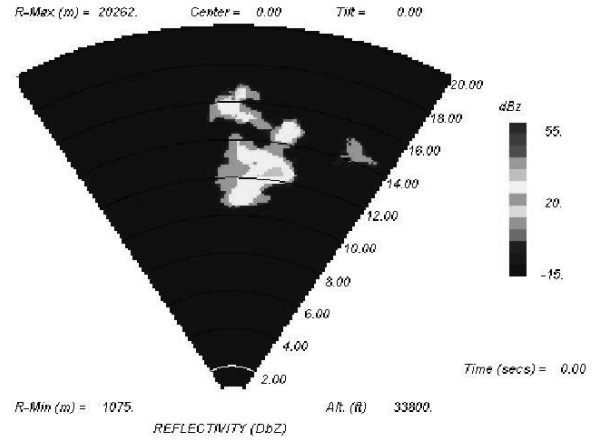 R-Max (m) = 20262. Center = 0.00 Tilt = 0.00
20.00
dBz
18.00
55.
16.00
14.00
20.
12.00
10.00
-15.
8.00
6.00
4.00
Time (secs) = 0.00
2.00
R-Min (m) = 1075. Alt. (ft) 33800.
REFLECTIVITY (DbZ)